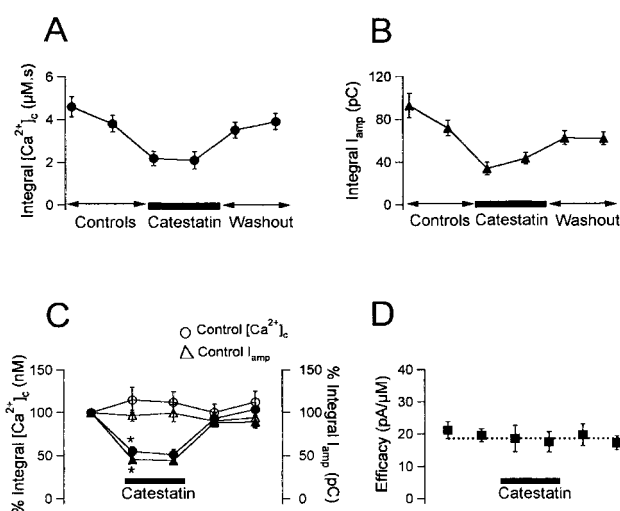 A
Integral [Ca2+]c (µM.s)
6
4
2
0
Controls Catestatin Washout
B
Integral Iamp (pC)
120
80
40
0
Controls Catestatin Washout
C
Control [Ca2+]c
Control Iamp
% Integral [Ca2+]c (nM)
150
100
50
0
*
*
Catestatin
150
100
50
0
% Integral Iamp (pC)
D
Efficacy (pA/µM)
40
30
20
10
0
Catestatin